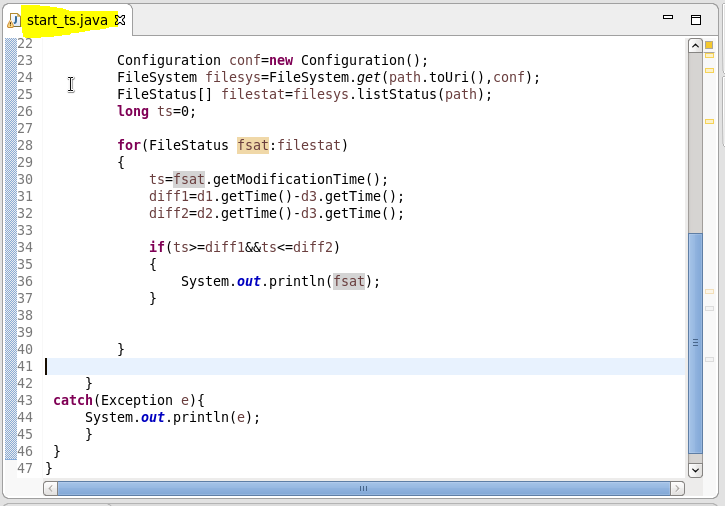 start_ts.java
22
23 Configuration conf=new Configuration();
24 FileSystem filesys=FileSystem.get(path.toUri(),conf);
25 FileStatus[] filestat=filesys.listStatus(path);
26 long ts=0;
27
28 for(FileStatus fsat:filestat)
29 {
30 ts=fsat.getModificationTime();
31 diff1=d1.getTime()-d3.getTime();
32 diff2=d2.getTime()-d3.getTime();
33
34 if(ts>=diff1&&ts<=diff2)
35 {
36 System.out.println(fsat);
37 }
38
39
40 }
41
42 }
43 catch(Exception e){
44 System.out.println(e);
45 }
46 }
47 }